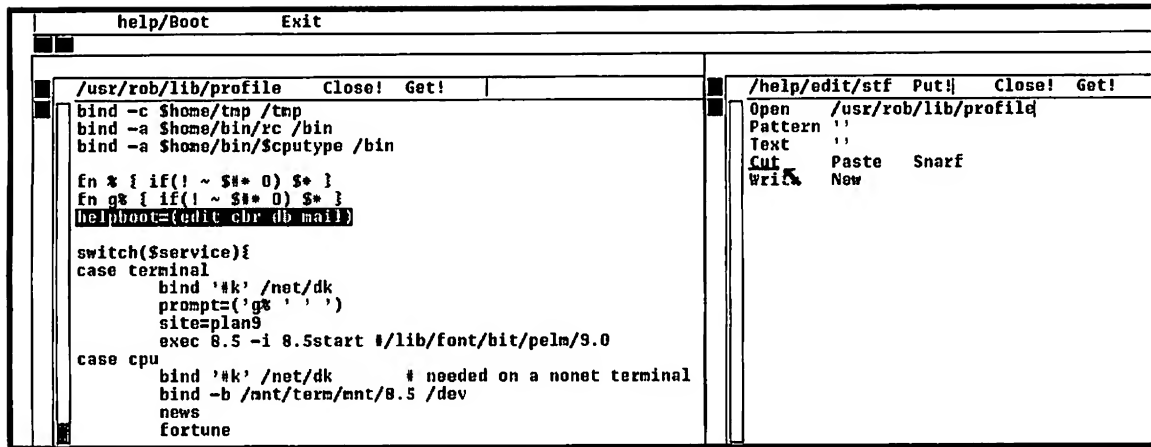 help/Boot Exit
/usr/rob/lib/profile Close! Get!
bind -c $home/tmp /tmp
bind -a $home/bin/rc /bin
bind -a $home/bin/$cputype /bin
fn % { if(! ~ $#* 0) $* }
fn g% { if(! ~ $#* 0) $* }
helpboot=(edit cbr db mail)
switch($service){
case terminal
bind '#k' /net/dk
prompt=('g% ' ' ')
site=plan9
exec 8.5 -i 8.5start #/lib/font/bit/pelm/9.0
case cpu
bind '#k' /net/dk # needed on a nonet terminal
bind -b /mnt/term/mnt/8.5 /dev
news
fortune
/help/edit/stf Put! Close! Get!
Open /usr/rob/lib/profile
Pattern ''
Text ''
Cut Paste Snarf
New